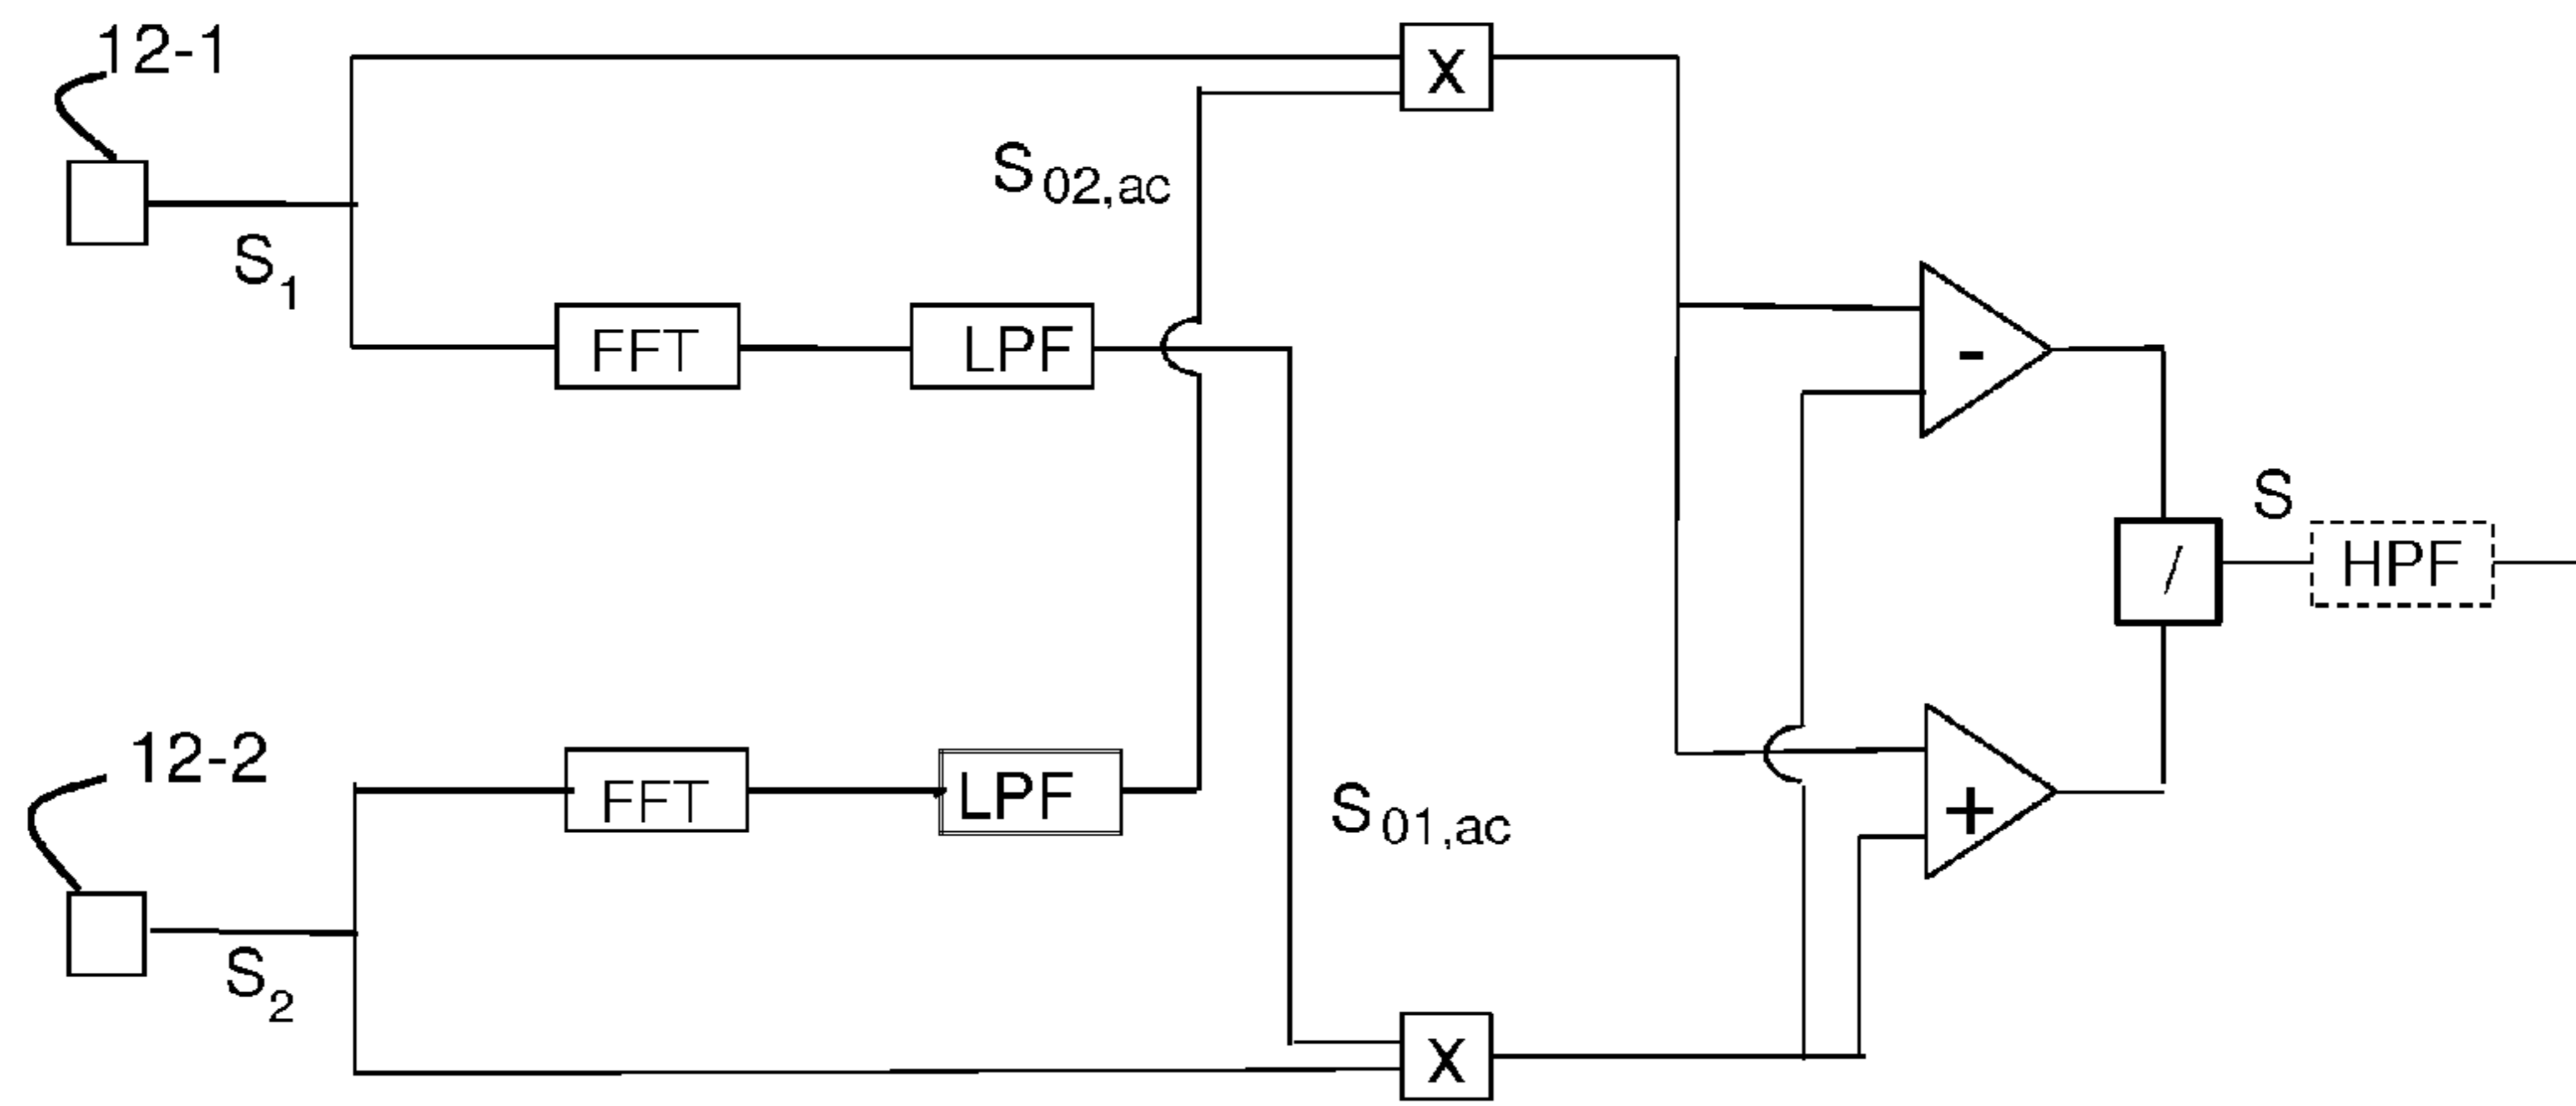 12-1
X
S02,ac
S1
FFT
LPF
-
S
/
HPF
12-2
FFT
LPF
S01,ac
+
S2
X